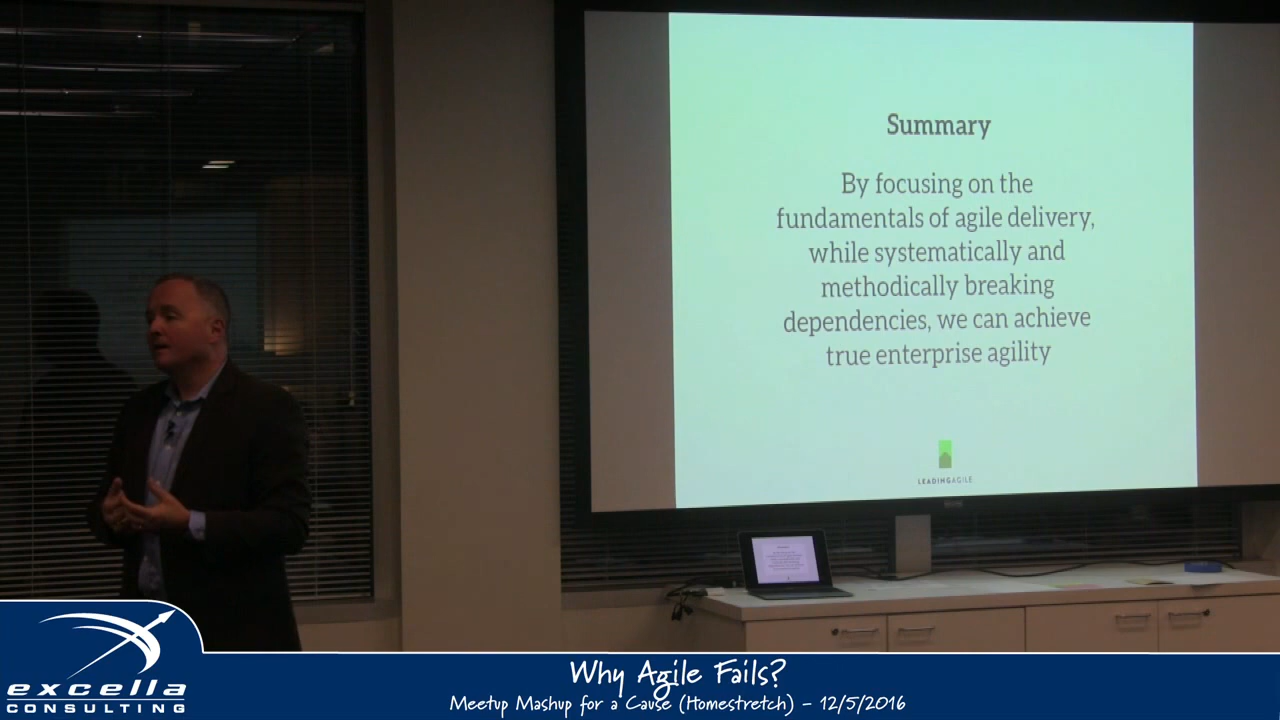 Summary
By focusing on the
fundamentals of agile delivery,
while systematically and
methodically breaking
dependencies, we can achieve
true enterprise agility
LEADINGAGILE
excella
CONSULTING
Why Agile Fails?
Meetup Mashup for a Cause (Homestretch) - 12/5/2016